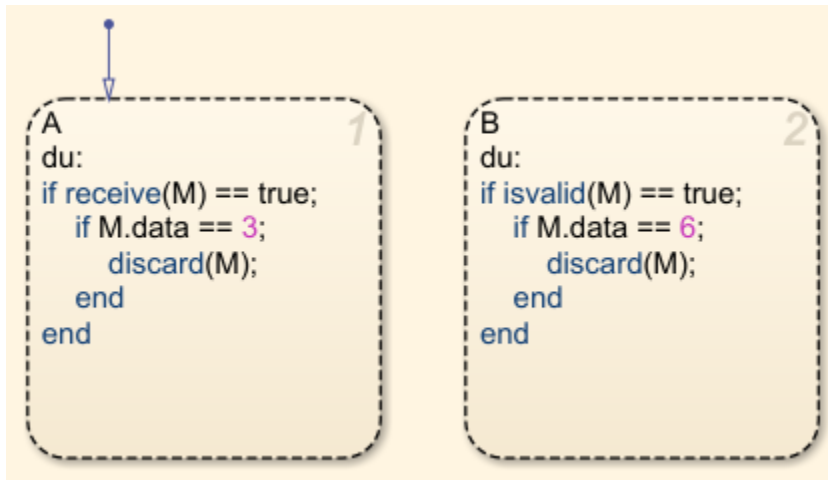 A
1
du:
if receive(M) == true;
if M.data == 3;
discard(M);
end
end
B
2
du:
if isvalid(M) == true;
if M.data == 6;
discard(M);
end
end